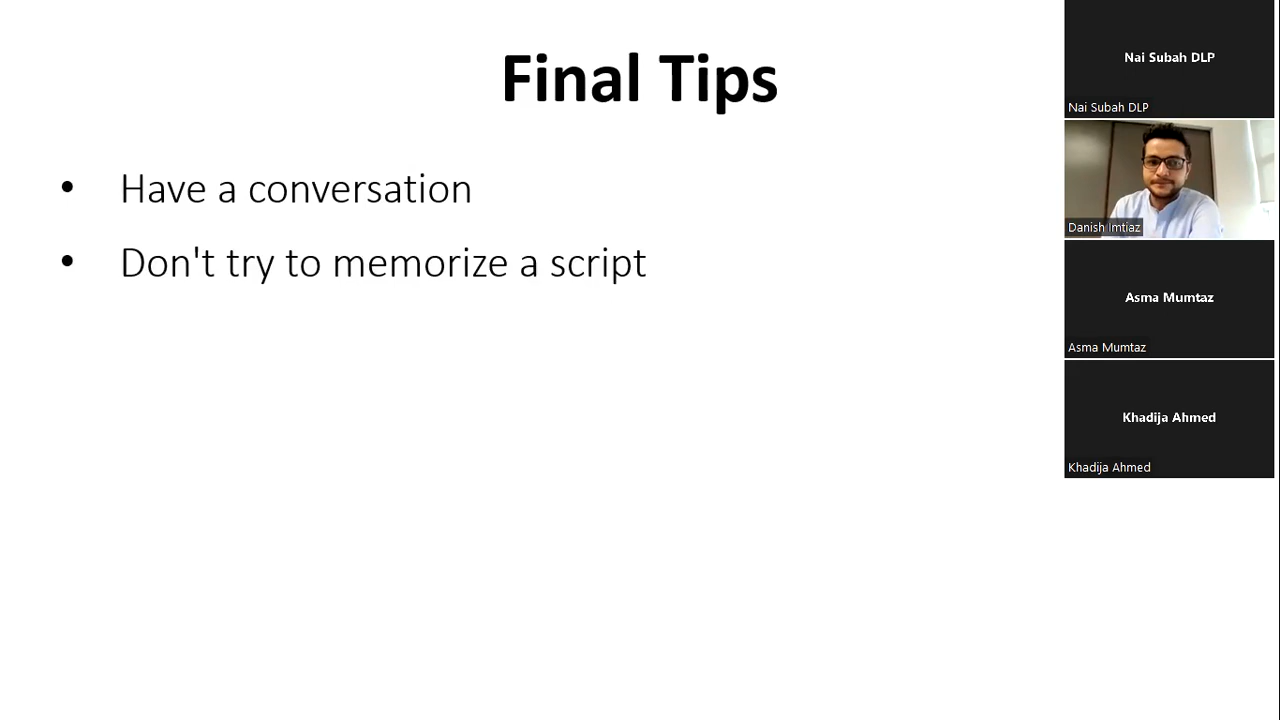 Final Tips
• Have a conversation
• Don't try to memorize a script
Nai Subah DLP
Nai Subah DLP
Danish Imtiaz
Asma Mumtaz
Asma Mumtaz
Khadija Ahmed
Khadija Ahmed